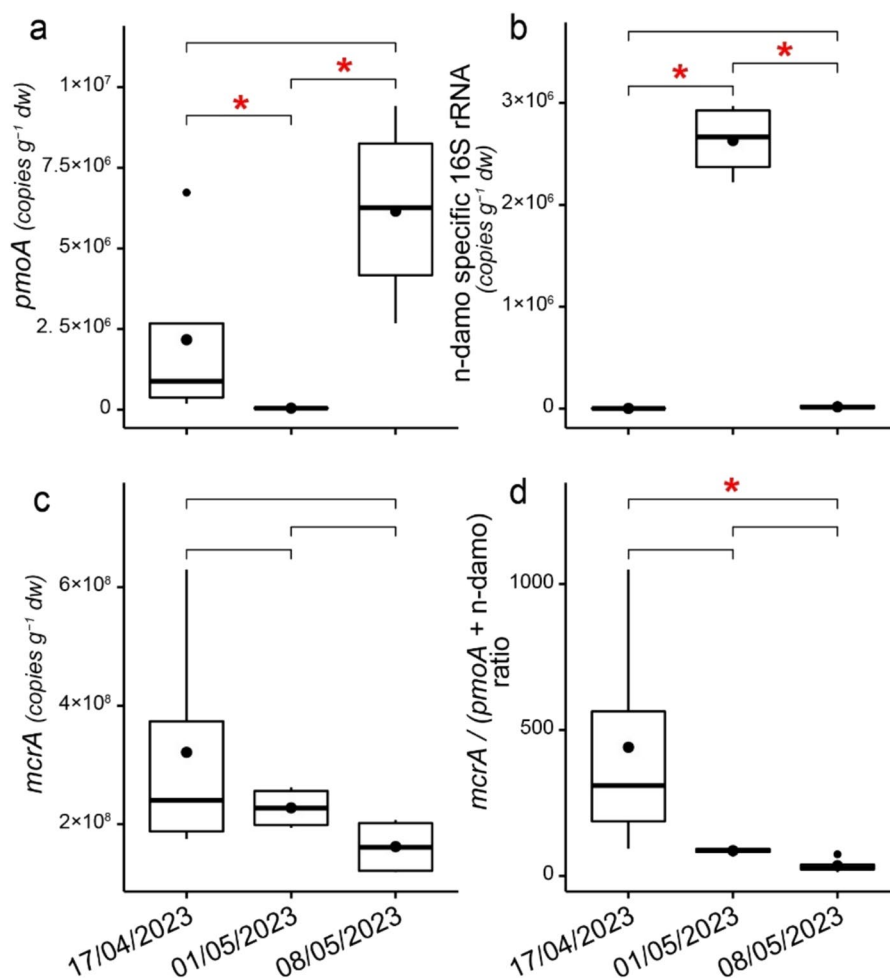 a
pmoA (copies g⁻¹ dw)
1×10⁷
7.5×10⁶
5×10⁶
2. 5×10⁶
0
*
*
b
n-damo specific 16S rRNA
(copies g⁻¹ dw)
3×10⁶
2×10⁶
1×10⁶
0
*
*
c
mcrA (copies g⁻¹ dw)
6×10⁸
4×10⁸
2×10⁸
17/04/2023
01/05/2023
08/05/2023
d
mcrA / (pmoA + n-damo)
ratio
1000
500
0
*
17/04/2023
01/05/2023
08/05/2023